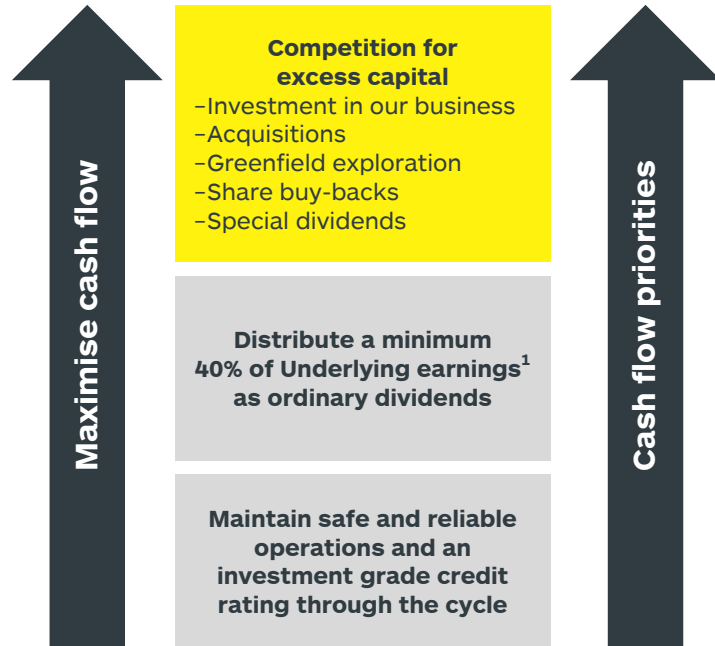 Maximise cash flow
Competition for
excess capital
–Investment in our business
–Acquisitions
–Greenfield exploration
–Share buy-backs
–Special dividends
Distribute a minimum
40% of Underlying earnings¹
as ordinary dividends
Maintain safe and reliable
operations and an
investment grade credit
rating through the cycle
Cash flow priorities